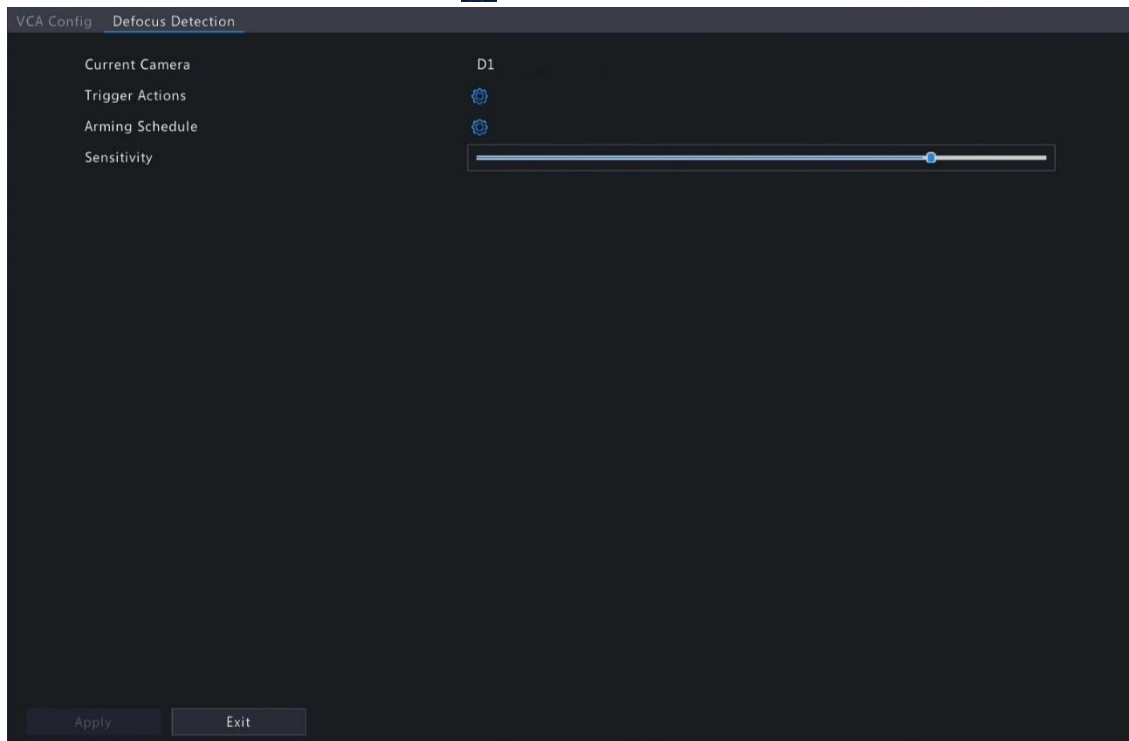 VCA Config Defocus Detection
Current Camera D1
Trigger Actions
Arming Schedule
Sensitivity
Apply Exit